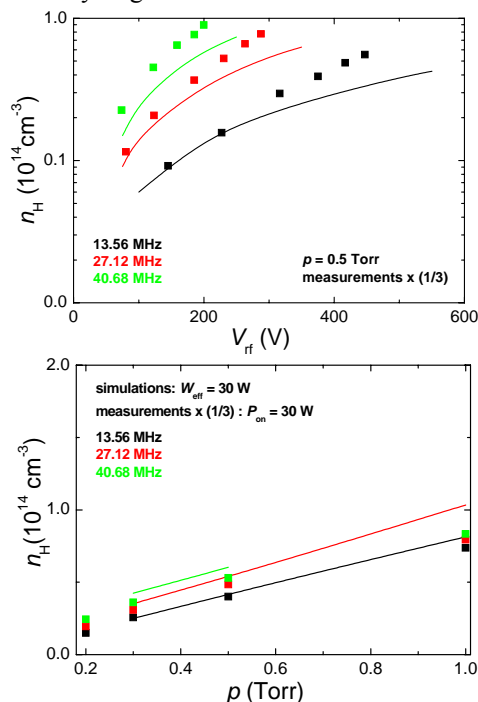 1.0
0.1
0.0
n_H (10^14 cm^-3)
13.56 MHz
27.12 MHz
40.68 MHz
p = 0.5 Torr
measurements x (1/3)
0 200 400 600
V_rf (V)
2.0
1.0
0.0
n_H (10^14 cm^-3)
simulations: W_eff = 30 W
measurements x (1/3) : P_on = 30 W
13.56 MHz
27.12 MHz
40.68 MHz
0.2 0.4 0.6 0.8 1.0
p (Torr)